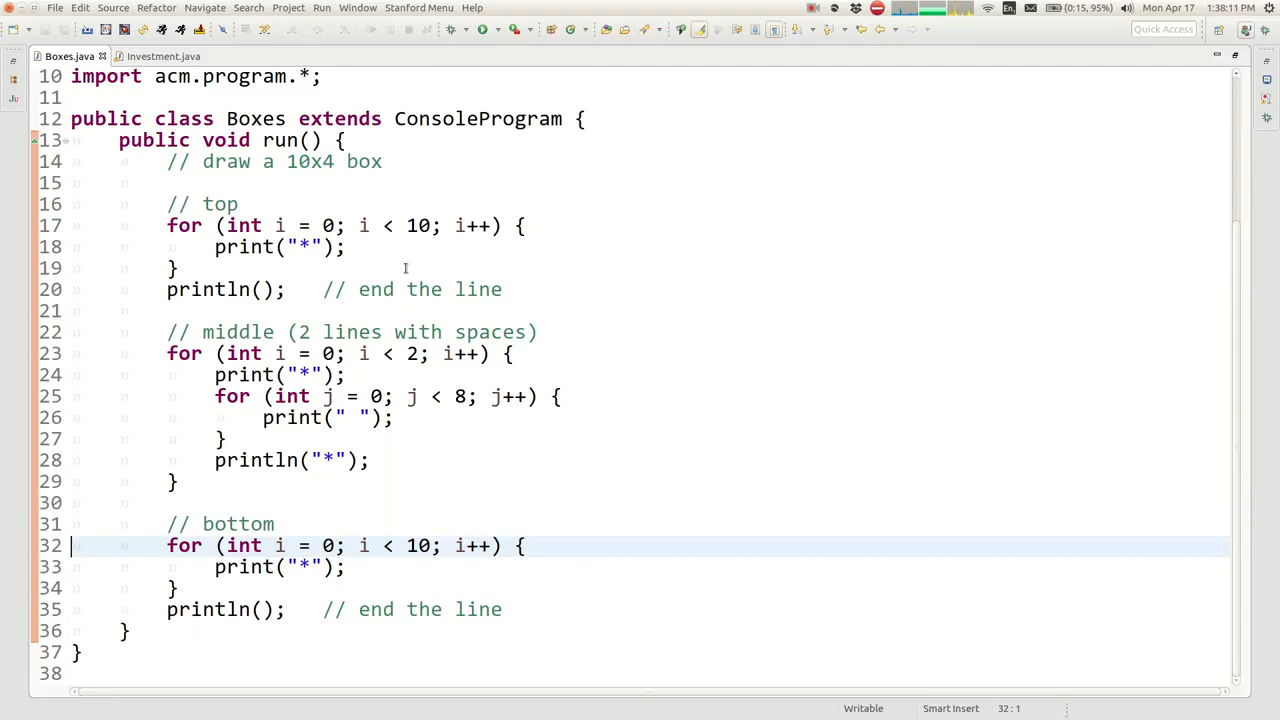 File Edit Source Refactor Navigate Search Project Run Window Stanford Menu Help En (0:15, 95%) Mon Apr 17 1:38:11 PM
Quick Access
Boxes.java Investment.java
10 import acm.program.*;
11
12 public class Boxes extends ConsoleProgram {
13 public void run() {
14 // draw a 10x4 box
15
16 // top
17 for (int i = 0; i < 10; i++) {
18 print("*");
19 }
20 println(); // end the line
21
22 // middle (2 lines with spaces)
23 for (int i = 0; i < 2; i++) {
24 print("*");
25 for (int j = 0; j < 8; j++) {
26 print(" ");
27 }
28 println("*");
29 }
30
31 // bottom
32 for (int i = 0; i < 10; i++) {
33 print("*");
34 }
35 println(); // end the line
36 }
37 }
38
Writable Smart Insert 32 : 1